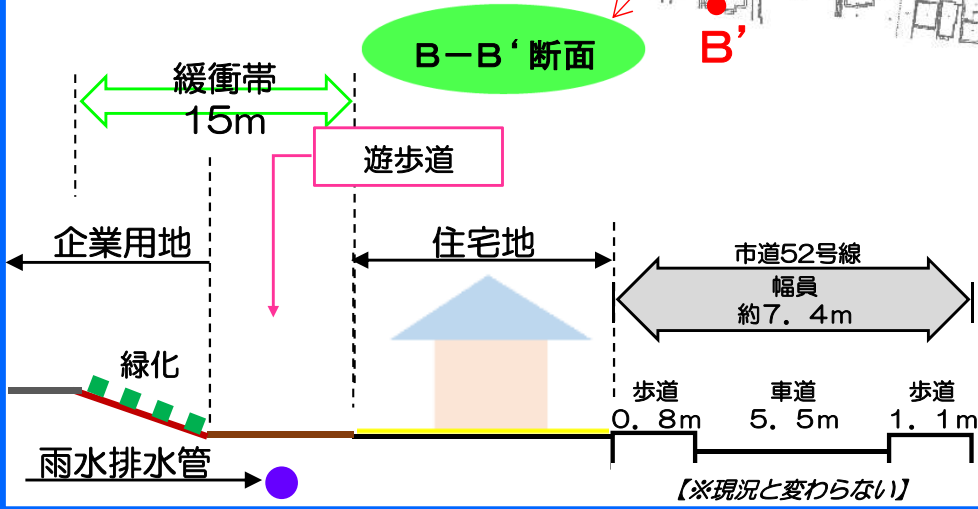 B’
B－B‘断面
緩衝帯
15m
遊歩道
企業用地
住宅地
市道52号線
幅員
約7．4m
緑化
歩道
0．8m
車道
5．5m
歩道
1．1m
雨水排水管
【※現況と変わらない】